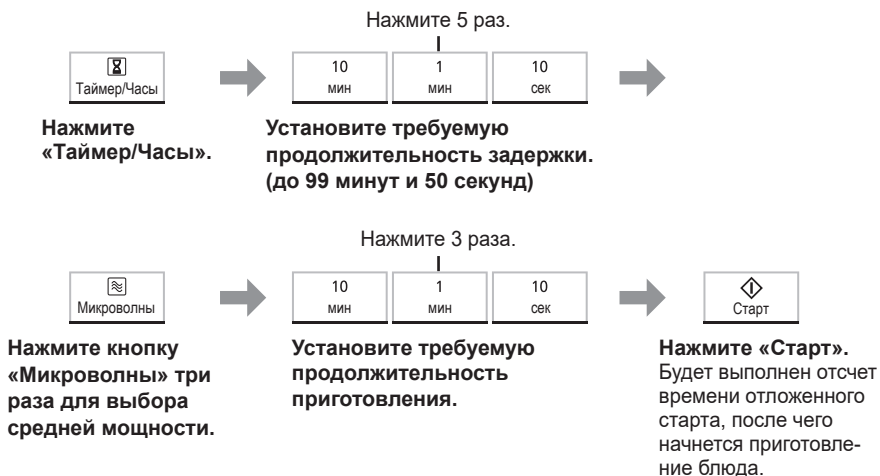 Нажмите 5 раз.
10 1 10
Таймер/Часы мин мин сек
Нажмите
«Таймер/Часы».
Установите требуемую
продолжительность задержки.
(до 99 минут и 50 секунд)
Нажмите 3 раза.
10 1 10
Микроволны мин мин сек Старт
Нажмите кнопку
«Микроволны» три
раза для выбора
средней мощности.
Установите требуемую
продолжительность
приготовления.
Нажмите «Старт».
Будет выполнен отсчет
времени отложенного
старта, после чего
начнется приготовле-
ние блюда.